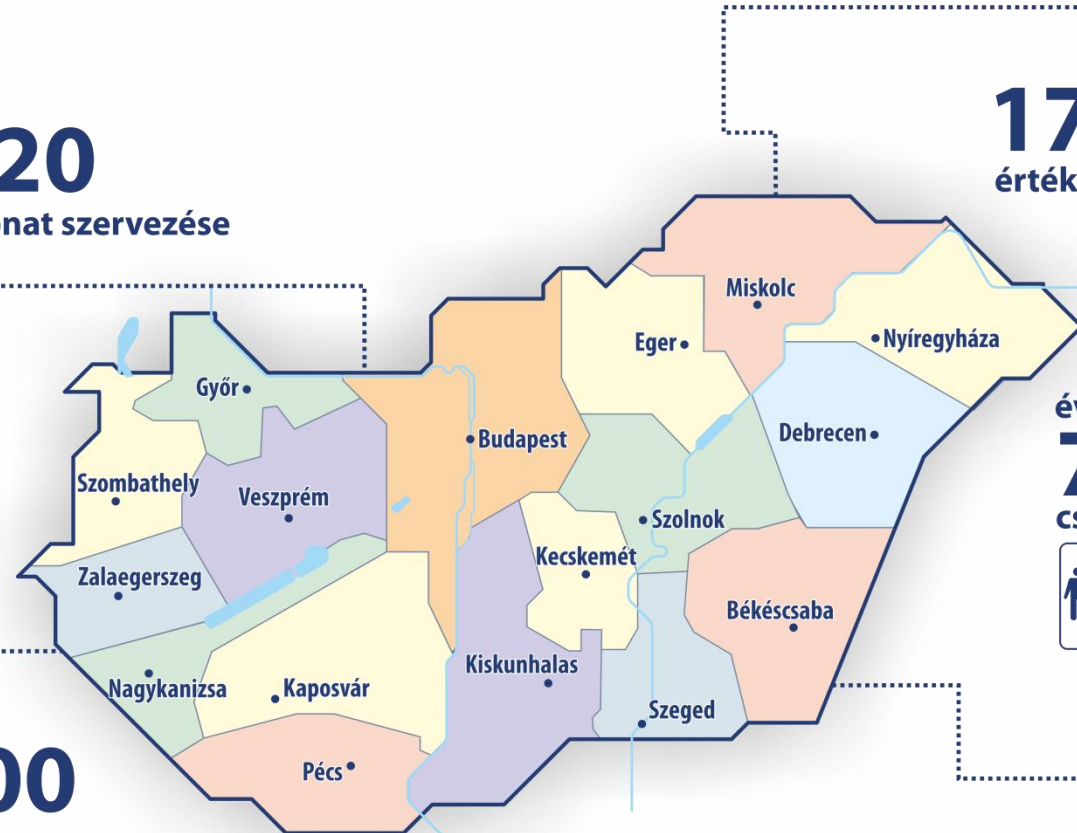 20
nat szervezése
17
érték
Miskolc
Eger
Nyíregyháza
Győr
Debrecen
Budapest
Szombathely
Veszprém
Szolnok
Kecskemét
Zalaegerszeg
Békéscsaba
Kiskunhalas
Nagykanizsa
Kaposvár
Szeged
Pécs
00